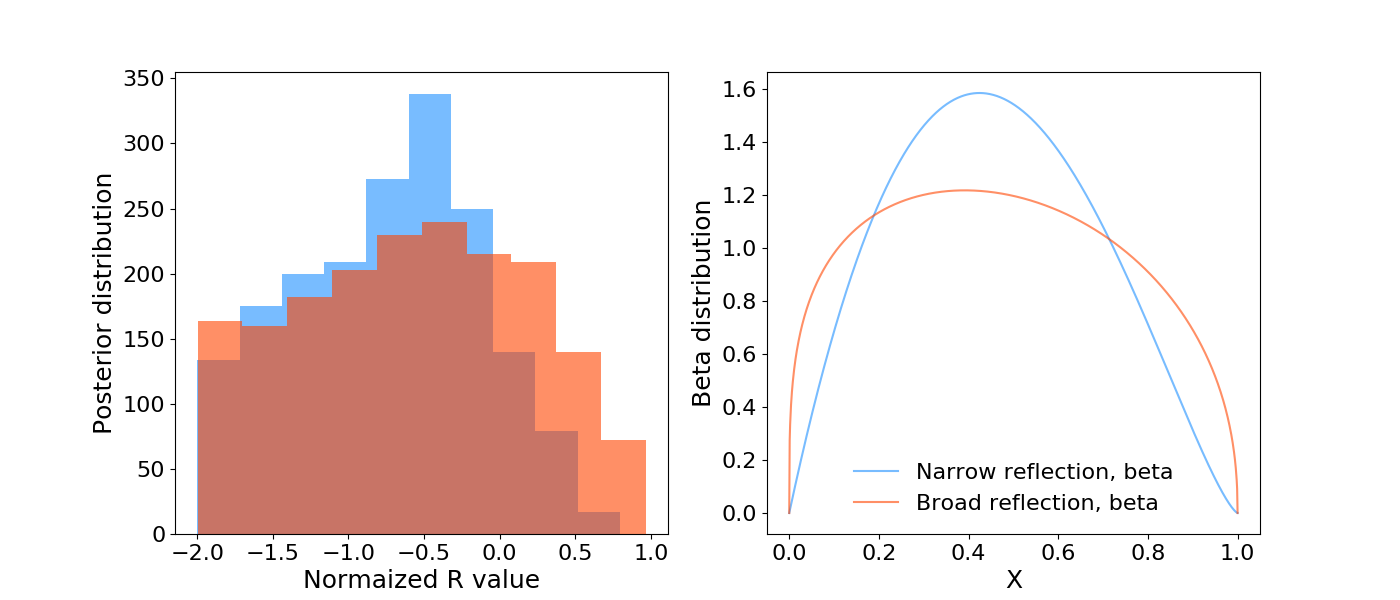 350
300
250
200
150
100
50
0
Posterior distribution
−2.0 −1.5 −1.0 −0.5 0.0 0.5 1.0
Normaized R value
1.6
1.4
1.2
1.0
0.8
0.6
0.4
0.2
0.0
Beta distribution
Narrow reflection, beta
Broad reflection, beta
0.0 0.2 0.4 0.6 0.8 1.0
X